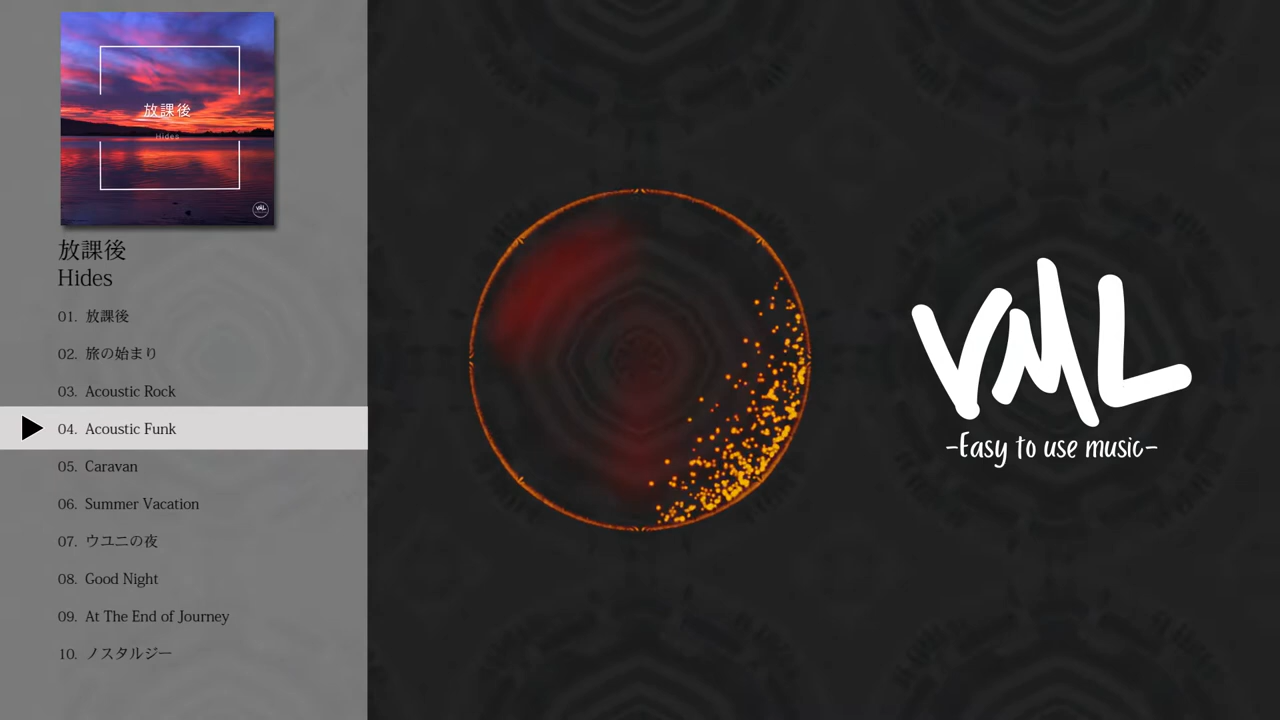 放課後
Hides
VML
放課後
Hides
01. 放課後
02. 旅の始まり
03. Acoustic Rock
04. Acoustic Funk
05. Caravan
06. Summer Vacation
07. ウユニの夜
08. Good Night
09. At The End of Journey
10. ノスタルジー
VML
-Easy to use music-